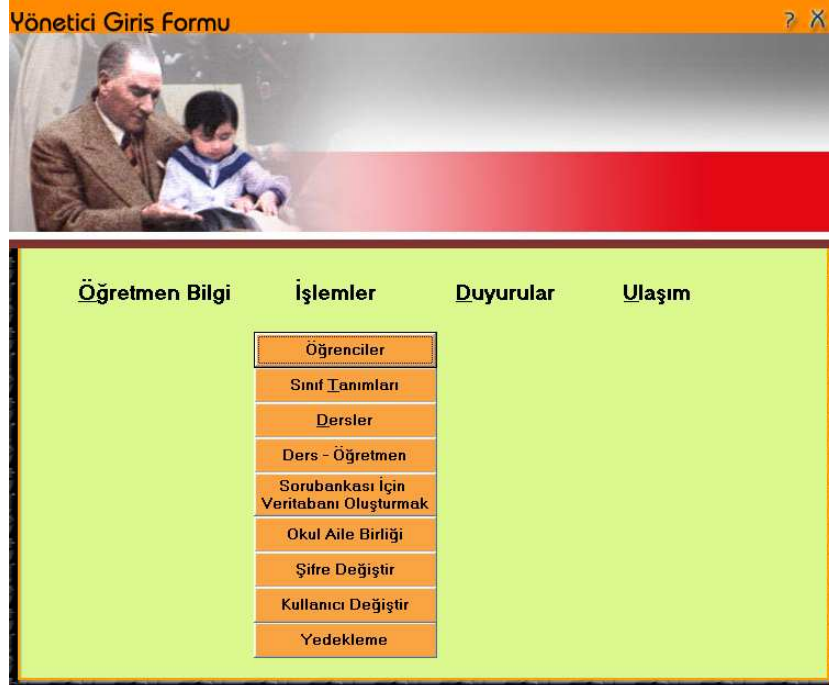 Yönetici Giriş Formu
? X
Öğretmen Bilgi İşlemler Duyurular Ulaşım
Öğrenciler
Sınıf Tanımları
Dersler
Ders - Öğretmen
Sorubankası İçin
Veritabanı Oluşturmak
Okul Aile Birliği
Şifre Değiştir
Kullanıcı Değiştir
Yedekleme